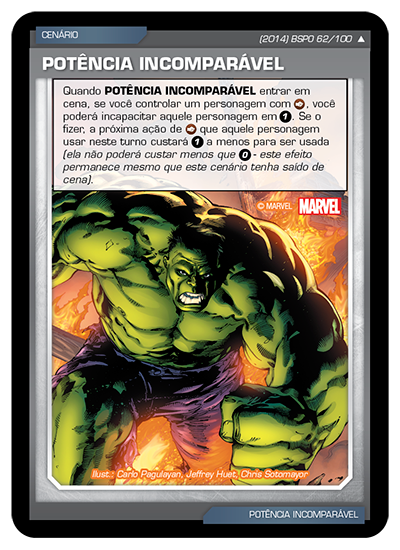 CENÁRIO
(2014) BSPO 62/100 ▲
POTÊNCIA INCOMPARÁVEL
Quando POTÊNCIA INCOMPARÁVEL entrar em
cena, se você controlar um personagem com ➡, você
poderá incapacitar aquele personagem em 1. Se o
fizer, a próxima ação de ➡ que aquele personagem
usar neste turno custará 1 a menos para ser usada
(ela não poderá custar menos que 0 - este efeito
permanece mesmo que este cenário tenha saído de
cena).
© MARVEL MARVEL
Ilust.: Carlo Pagulayan, Jeffrey Huet, Chris Sotomayor
POTÊNCIA INCOMPARÁVEL